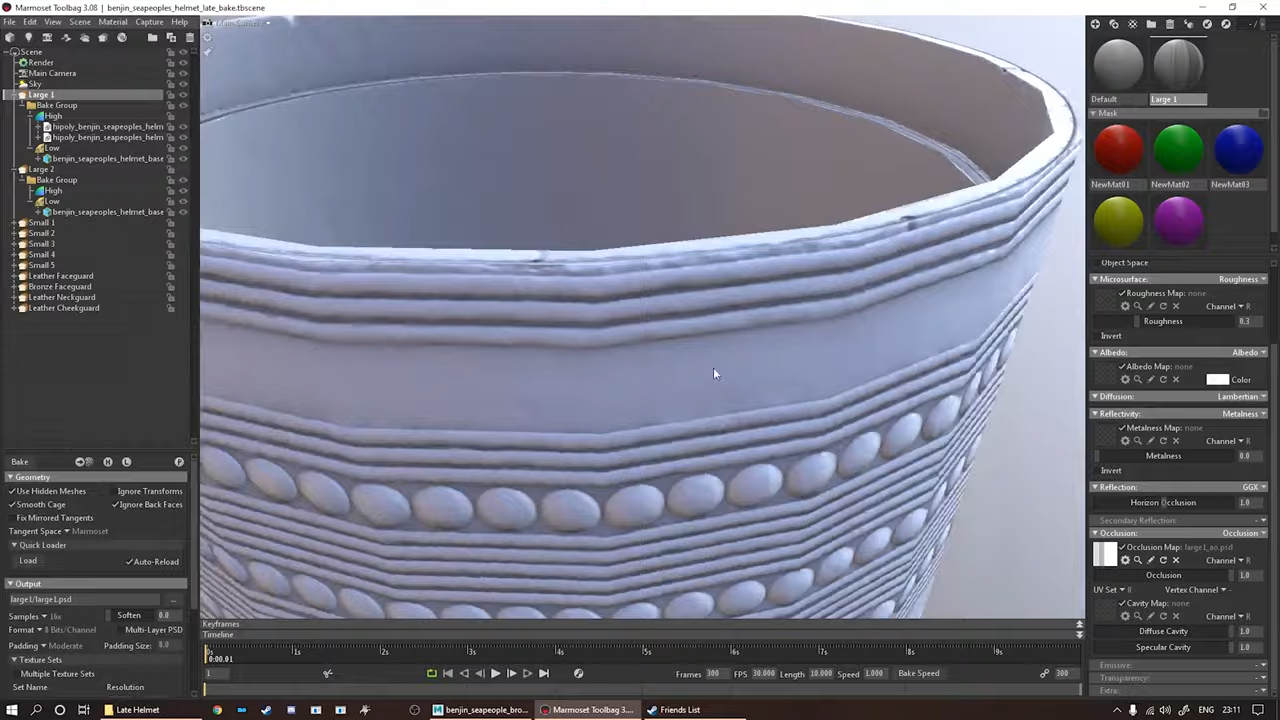 Marmoset Toolbag 3.08 | benjin_seapeoples_helmet_late_bake.tbscene
File Edit View Scene Material Capture Help
Main Camera
Scene
Render
Main Camera
Sky
Large 1
Bake Group
High
hipoly_benjin_seapeoples_helm
hipoly_benjin_seapeoples_helm
Low
benjin_seapeoples_helmet_base
Large 2
Bake Group
High
Low
benjin_seapeoples_helmet_base
Small 1
Small 2
Small 3
Small 4
Small 5
Leather Faceguard
Bronze Faceguard
Leather Neckguard
Leather Cheekguard
Bake H L P
Geometry
Use Hidden Meshes Ignore Transforms
Smooth Cage Ignore Back Faces
Fix Mirrored Tangents
Tangent Space Marmoset
Quick Loader
Load Auto-Reload
Output
large1/large1.psd ...
Samples 16x Soften 0.0
Format 8 Bits/Channel Multi-Layer PSD
Padding Moderate Padding Size: 8.0
Texture Sets
Multiple Texture Sets
Set Name Resolution
Default Large 1
Mask
NewMat01 NewMat02 NewMat03
Object Space
Microsurface: Roughness
Roughness Map: none
Channel R
Roughness 0.3
Invert
Albedo: Albedo
Albedo Map: none
Color
Diffusion: Lambertian
Reflectivity: Metalness
Metalness Map: none
Channel R
Metalness 0.0
Invert
Reflection: GGX
Horizon Occlusion 1.0
Secondary Reflection:
Occlusion: Occlusion
Occlusion Map: large1_ao.psd
Channel R
Occlusion 1.0
UV Set 0 Vertex Channel
Cavity Map: none
Channel R
Diffuse Cavity 1.0
Specular Cavity 1.0
Emissive:
Transparency:
Extra:
Keyframes
Timeline
0s 1s 2s 3s 4s 5s 6s 7s 8s 9s
0:00.01
1 Frames 300 FPS 30.000 Length 10.000 Speed 1.000 Bake Speed 300
Late Helmet benjin_seapeople_bro... Marmoset Toolbag 3.... Friends List ENG 23:11